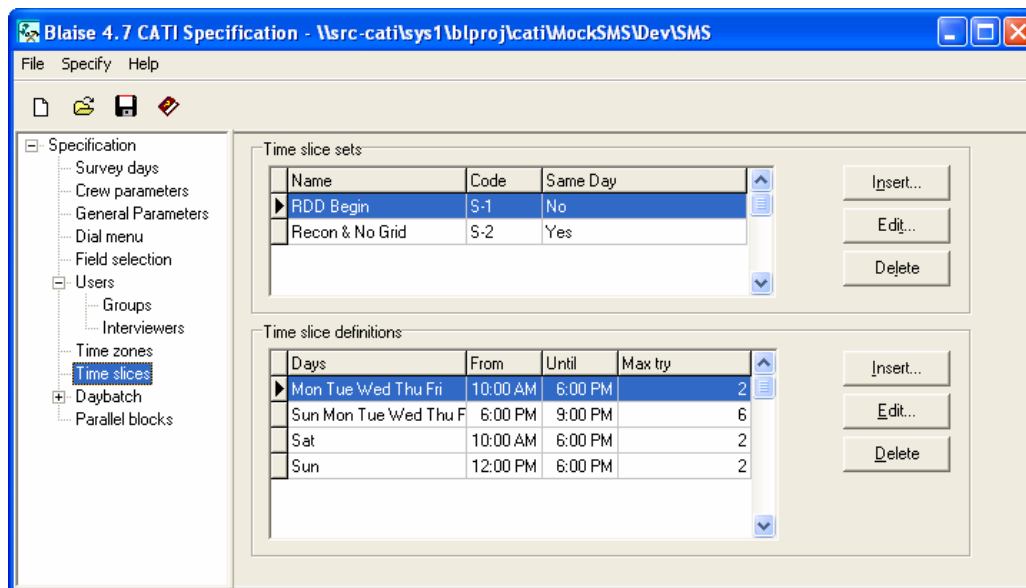 Blaise 4.7 CATI Specification - \\src-cati\sys1\blproj\cati\MockSMS\Dev\SMS
File Specify Help
Specification
Survey days
Crew parameters
General Parameters
Dial menu
Field selection
Users
Groups
Interviewers
Time zones
Time slices
Daybatch
Parallel blocks
Time slice sets
Name Code Same Day
RDD Begin S-1 No
Recon & No Grid S-2 Yes
Insert...
Edit...
Delete
Time slice definitions
Days From Until Max try
Mon Tue Wed Thu Fri 10:00 AM 6:00 PM 2
Sun Mon Tue Wed Thu F 6:00 PM 9:00 PM 6
Sat 10:00 AM 6:00 PM 2
Sun 12:00 PM 6:00 PM 2
Insert...
Edit...
Delete